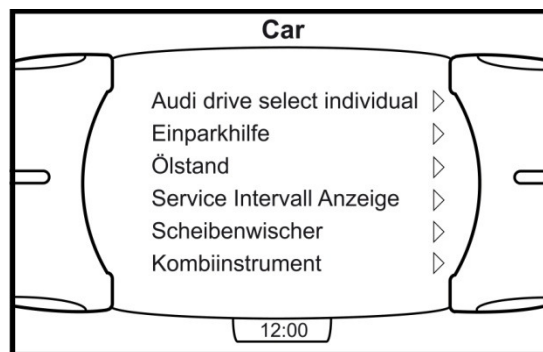 Car
Audi drive select individual
Einparkhilfe
Ölstand
Service Intervall Anzeige
Scheibenwischer
Kombiinstrument
12:00